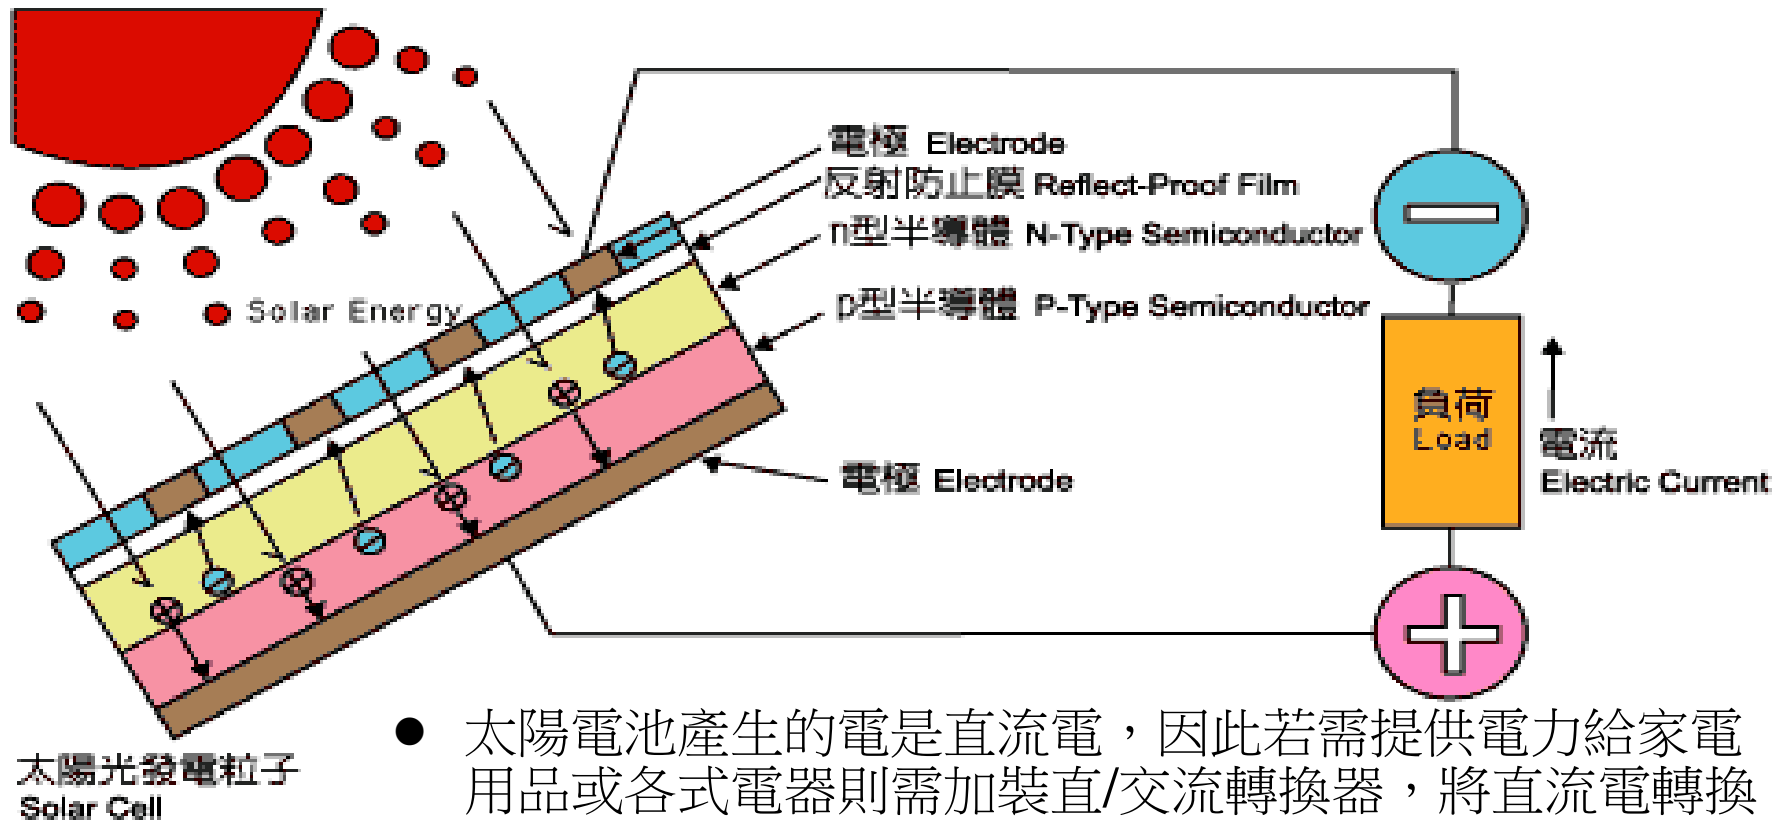 電極 Electrode
反射防止膜 Reflect-Proof Film
n型半導體 N-Type Semiconductor
Solar Energy
p型半導體 P-Type Semiconductor
負荷
Load
電流
Electric Current
電極 Electrode
● 太陽電池產生的電是直流電，因此若需提供電力給家電
用品或各式電器則需加裝直/交流轉換器，將直流電轉換
太陽光發電粒子
Solar Cell